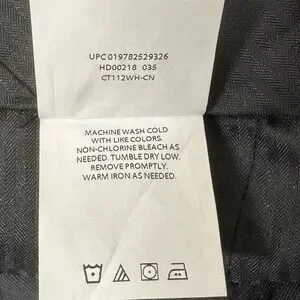 UPC 019782529326
HD00218 035
CT112WH-CN
MACHINE WASH COLD
WITH LIKE COLORS.
NON-CHLORINE BLEACH AS
NEEDED. TUMBLE DRY LOW.
REMOVE PROMPTLY.
WARM IRON AS NEEDED.